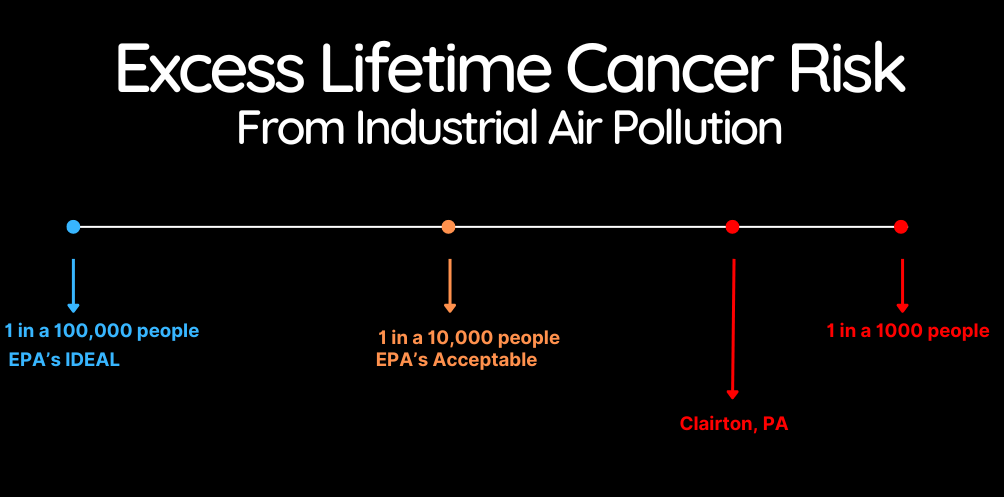 Excess Lifetime Cancer Risk
From Industrial Air Pollution
1 in a 100,000 people
EPA's IDEAL
1 in a 10,000 people
EPA's Acceptable
Clairton, PA
1 in a 1000 people